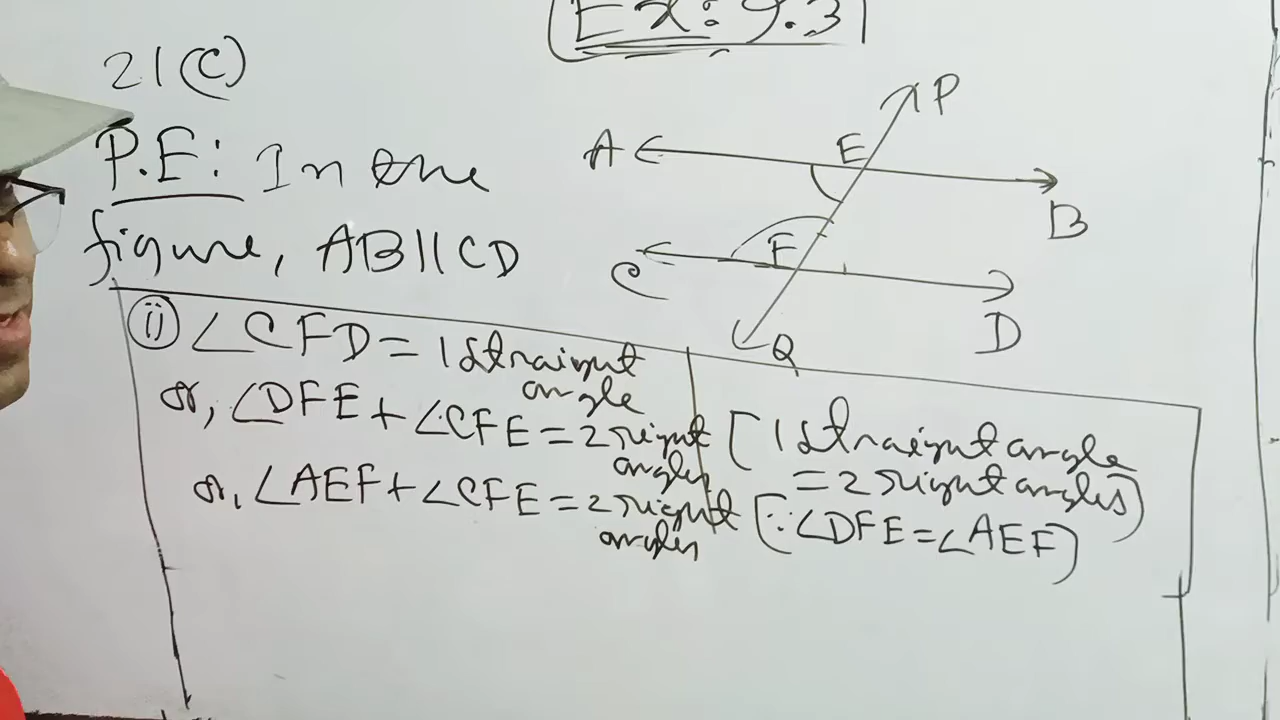 Ex: 9.3
21(c)
P.E: In the
figure, AB||CD
A
E
P
B
C
F
D
Q
ii) ∠CFD = 1 straight angle
or, ∠DFE + ∠CFE = 2 right angles [1 straight angle = 2 right angles]
or, ∠AEF + ∠CFE = 2 right angles [∵ ∠DFE = ∠AEF]